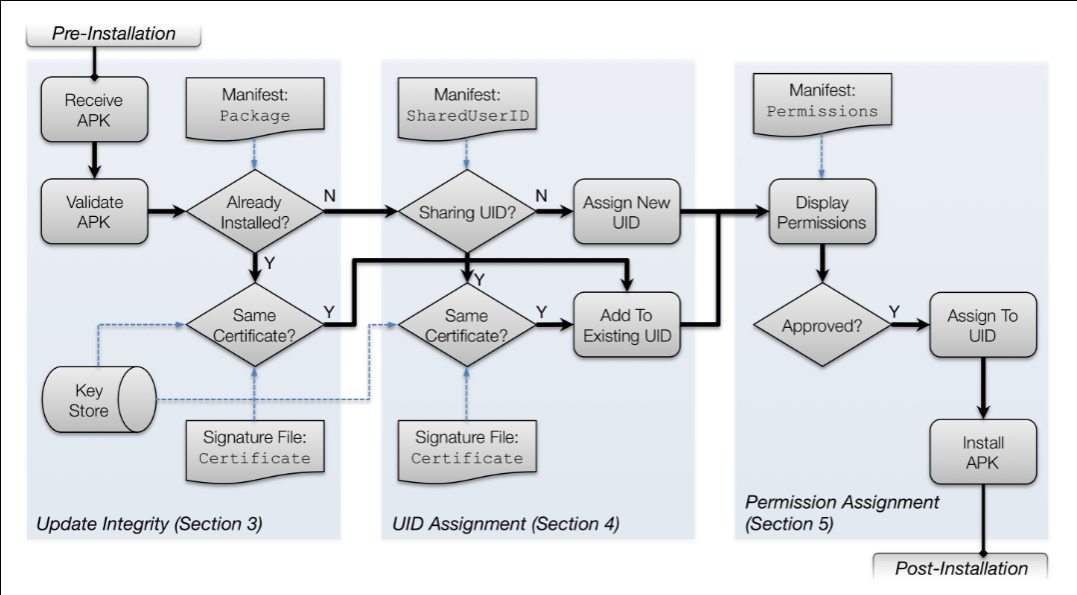 Pre-Installation
Receive
APK
Validate
APK
Manifest:
Package
Already
Installed?
N
Y
Same
Certificate?
Y
Key
Store
Signature File:
Certificate
Update Integrity (Section 3)
Manifest:
SharedUserID
Sharing UID?
N
Y
Assign New
UID
Same
Certificate?
Y
Add To
Existing UID
Signature File:
Certificate
UID Assignment (Section 4)
Manifest:
Permissions
Display
Permissions
Approved?
Y
Assign To
UID
Install
APK
Permission Assignment
(Section 5)
Post-Installation